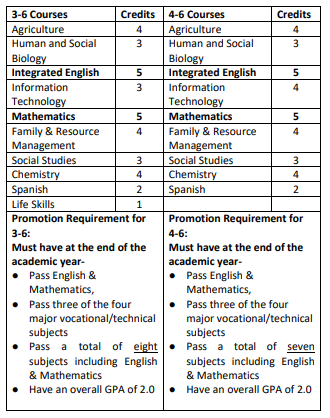 3-6 Courses Credits 4-6 Courses Credits
Agriculture 4 Agriculture 4
Human and Social 3 Human and Social 3
Biology Biology
Integrated English 5 Integrated English 5
Information 3 Information 4
Technology Technology
Mathematics 5 Mathematics 5
Family & Resource 4 Family & Resource 4
Management Management
Social Studies 3 Social Studies 3
Chemistry 4 Chemistry 4
Spanish 2 Spanish 2
Life Skills 1
Promotion Requirement for
3-6:
Must have at the end of the
academic year-
● Pass English &
Mathematics,
● Pass three of the four
major vocational/technical
subjects
● Pass a total of eight
subjects including English
& Mathematics
● Have an overall GPA of 2.0
Promotion Requirement for
4-6:
Must have at the end of the
academic year-
● Pass English &
Mathematics,
● Pass three of the four
major vocational/technical
subjects
● Pass a total of seven
subjects including English
& Mathematics
● Have an overall GPA of 2.0